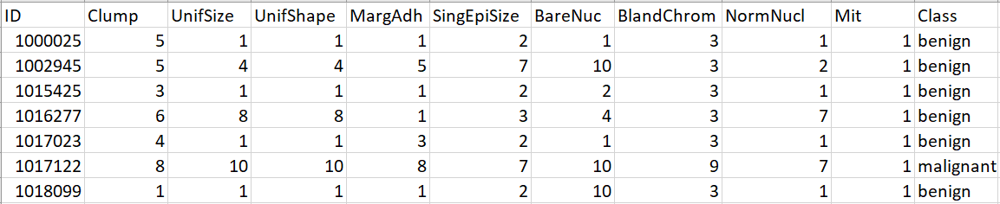 ID Clump UnifSize UnifShape MargAdh SingEpiSize BareNuc BlandChrom NormNucl Mit Class
1000025 5 1 1 1 2 1 3 1 1 benign
1002945 5 4 4 5 7 10 3 2 1 benign
1015425 3 1 1 1 2 2 3 1 1 benign
1016277 6 8 8 1 3 4 3 7 1 benign
1017023 4 1 1 3 2 1 3 1 1 benign
1017122 8 10 10 8 7 10 9 7 1 malignant
1018099 1 1 1 1 2 10 3 1 1 benign